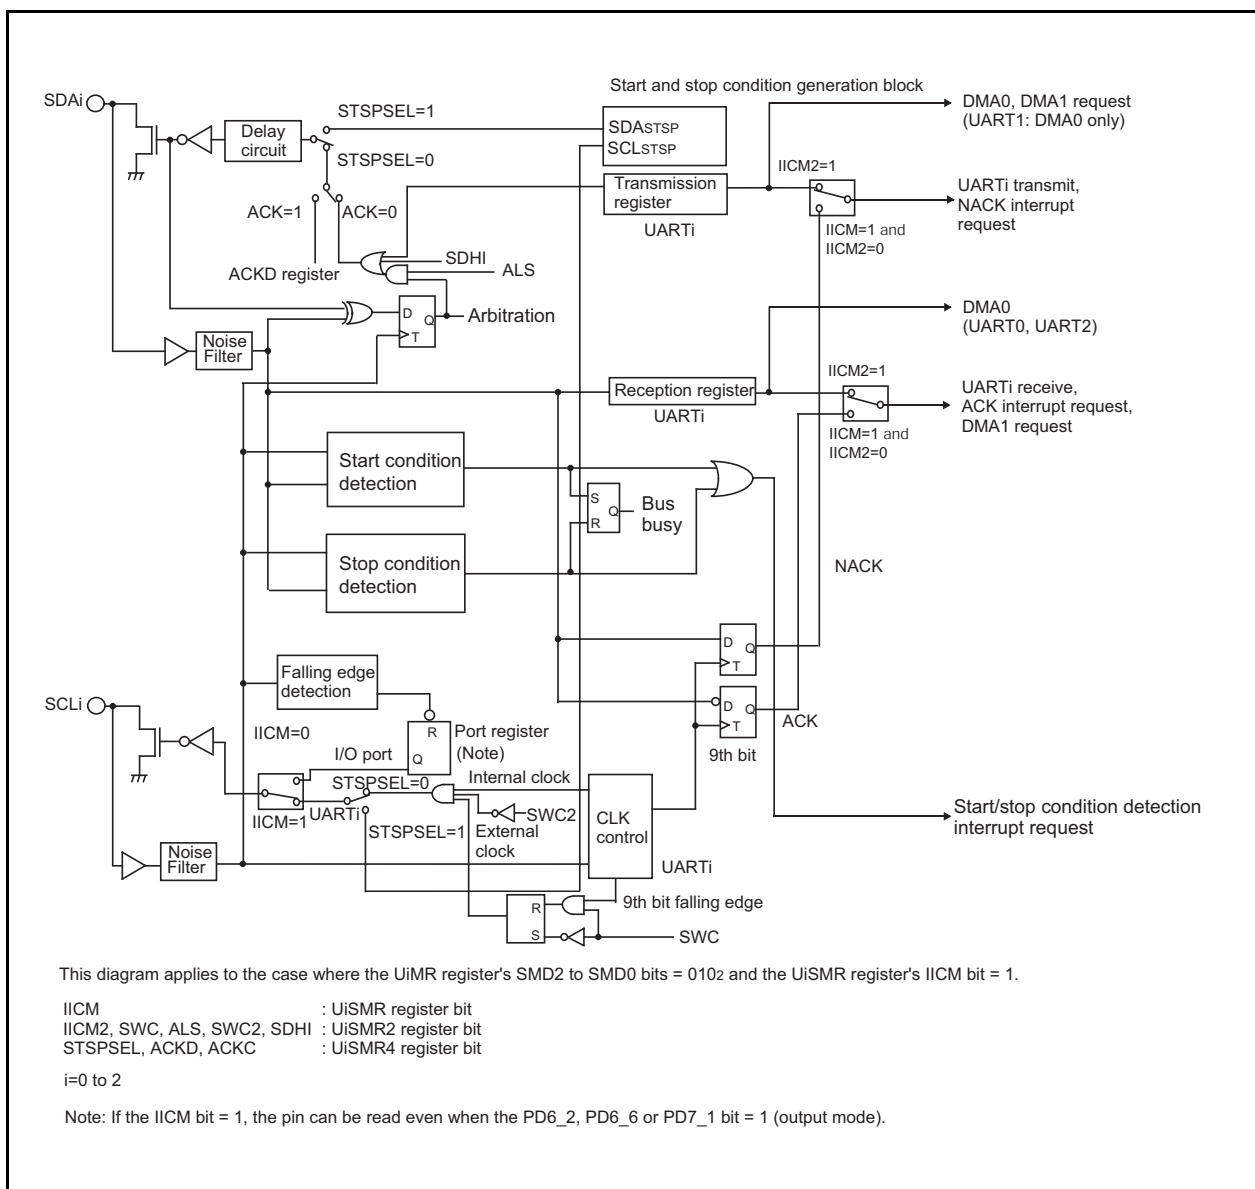 Start and stop condition generation block
SDAi
STSPSEL=1
Delay
circuit
STSPSEL=0
SDASTSP
SCLSTSP
DMA0, DMA1 request
(UART1: DMA0 only)
ACK=1
ACK=0
ACKD register
Transmission
register
UARTi
SDHI
ALS
IICM2=1
IICM=1 and
IICM2=0
UARTi transmit,
NACK interrupt
request
D
Q
T
Arbitration
Noise
Filter
DMA0
(UART0, UART2)
Reception register
UARTi
IICM2=1
IICM=1 and
IICM2=0
UARTi receive,
ACK interrupt request,
DMA1 request
Start condition
detection
S
Q
R
Bus
busy
Stop condition
detection
NACK
D
Q
T
D
Q
T
ACK
9th bit
Falling edge
detection
SCLi
IICM=0
I/O port
R
Q
Port register
(Note)
STSPSEL=0
Internal clock
IICM=1
UARTi
STSPSEL=1
SWC2
External
clock
CLK
control
UARTi
Noise
Filter
9th bit falling edge
R
S
SWC
Start/stop condition detection
interrupt request
This diagram applies to the case where the UiMR register's SMD2 to SMD0 bits = 0102 and the UiSMR register's IICM bit = 1.
IICM : UiSMR register bit
IICM2, SWC, ALS, SWC2, SDHI : UiSMR2 register bit
STSPSEL, ACKD, ACKC : UiSMR4 register bit
i=0 to 2
Note: If the IICM bit = 1, the pin can be read even when the PD6_2, PD6_6 or PD7_1 bit = 1 (output mode).